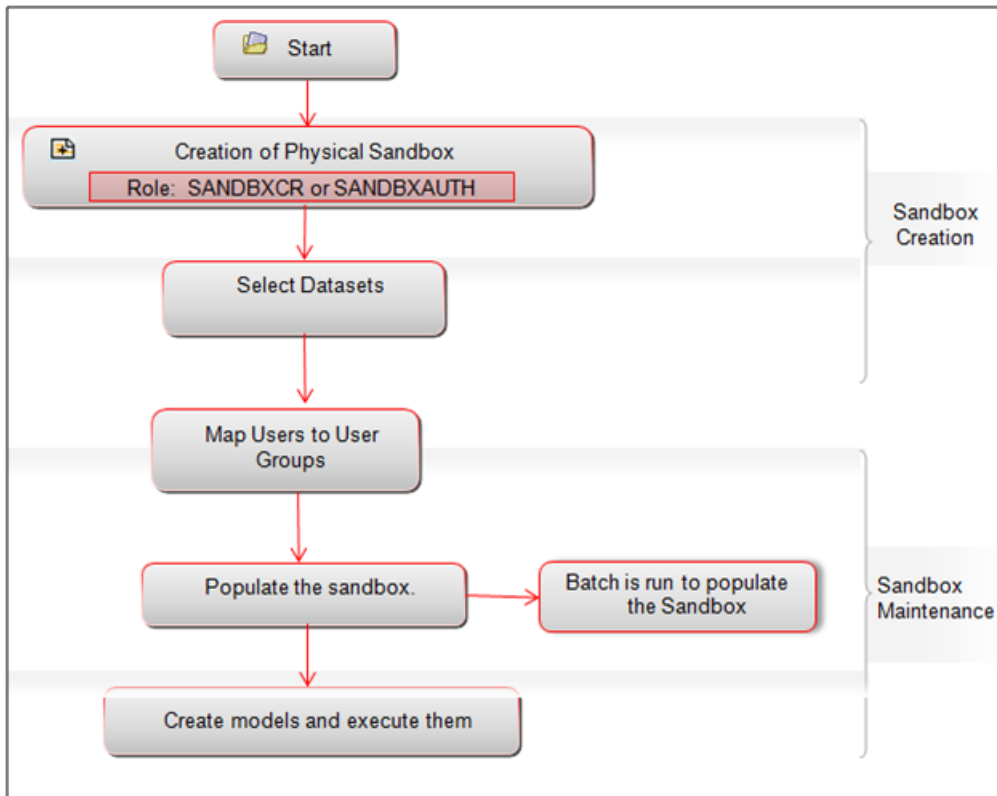 Start
Creation of Physical Sandbox
Role: SANDBXCR or SANDBXAUTH
Sandbox
Creation
Select Datasets
Map Users to User
Groups
Populate the sandbox.
Batch is run to populate
the Sandbox
Sandbox
Maintenance
Create models and execute them